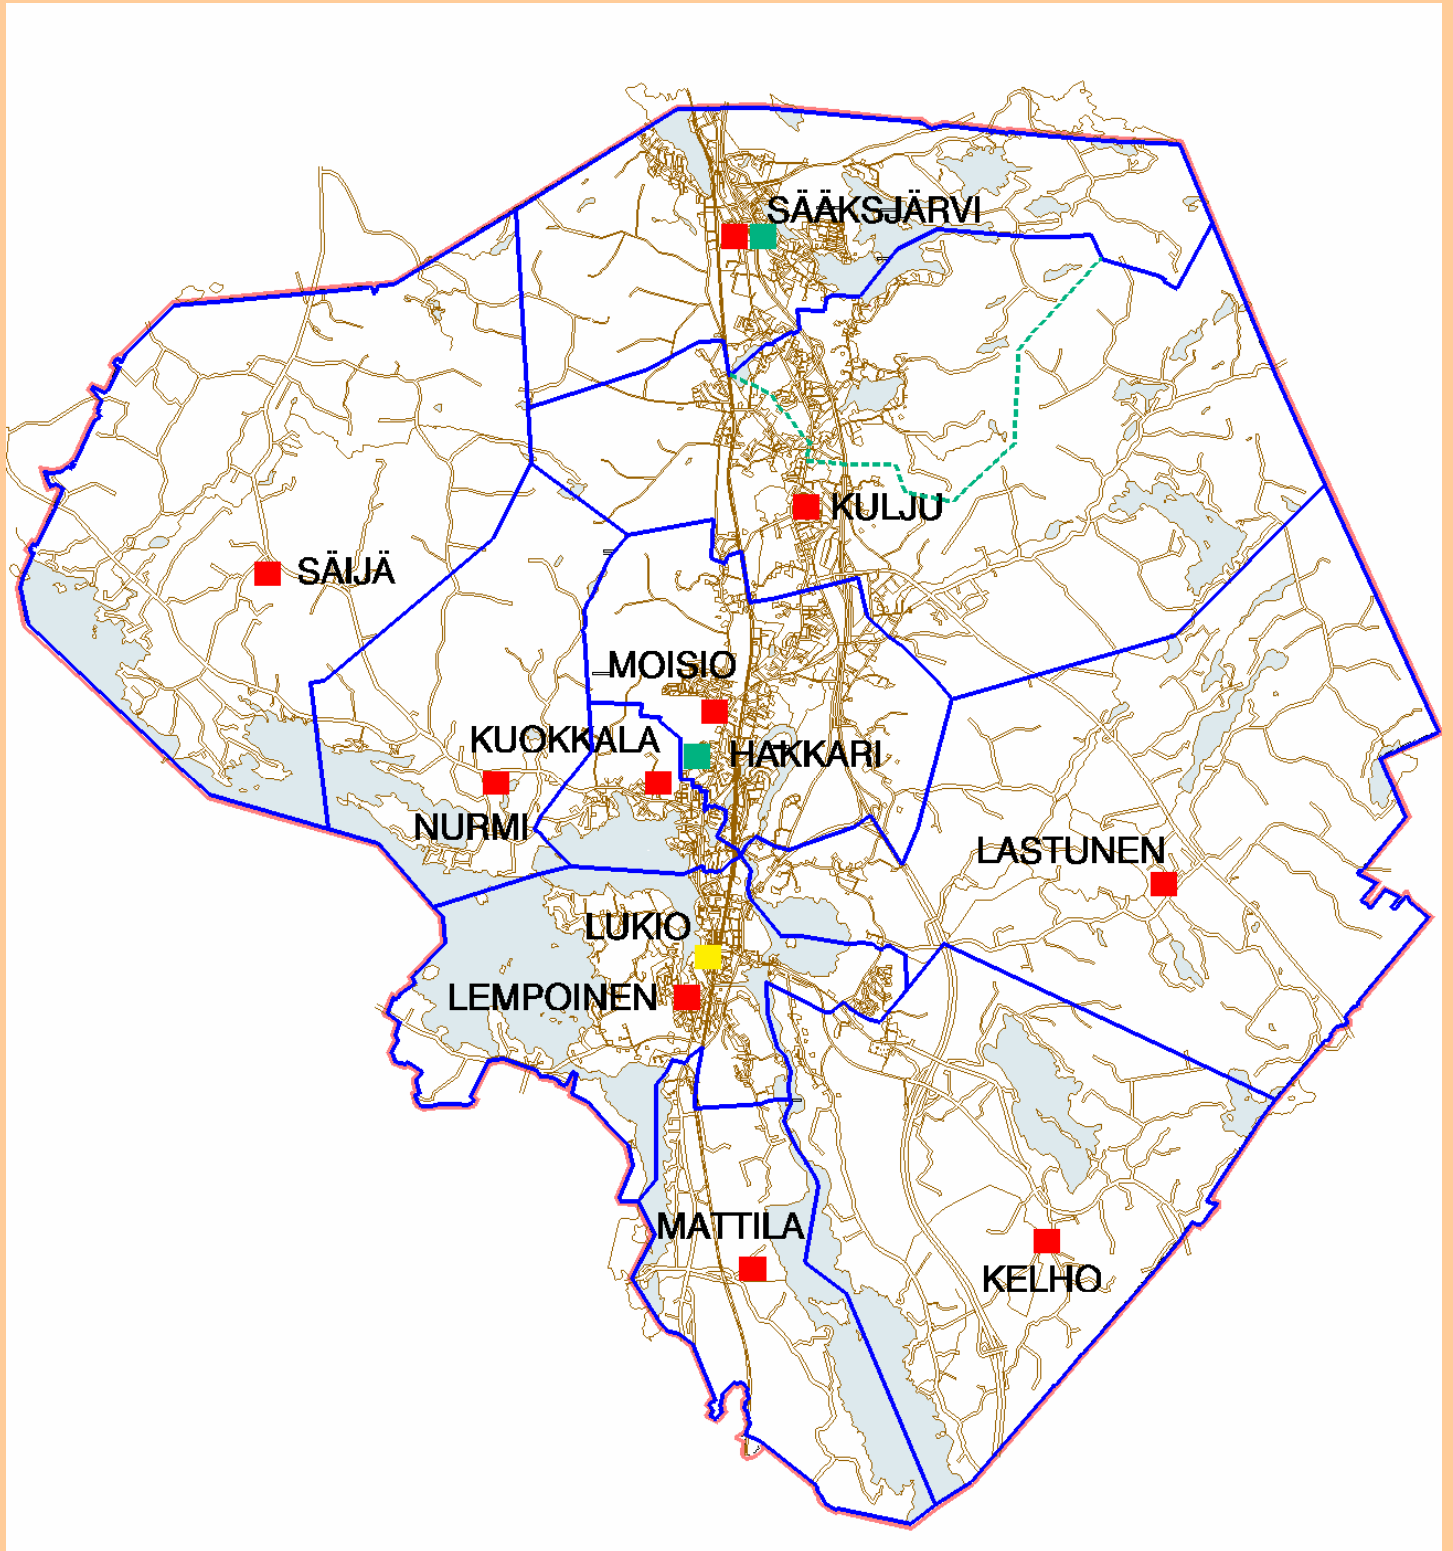 SÄÄKSJÄRVI
KULJU
SÄIJÄ
MOISIO
KUOKKALA
HAKKARI
NURMI
LASTUNEN
LUKIO
LEMPOINEN
MATTILA
KELHO